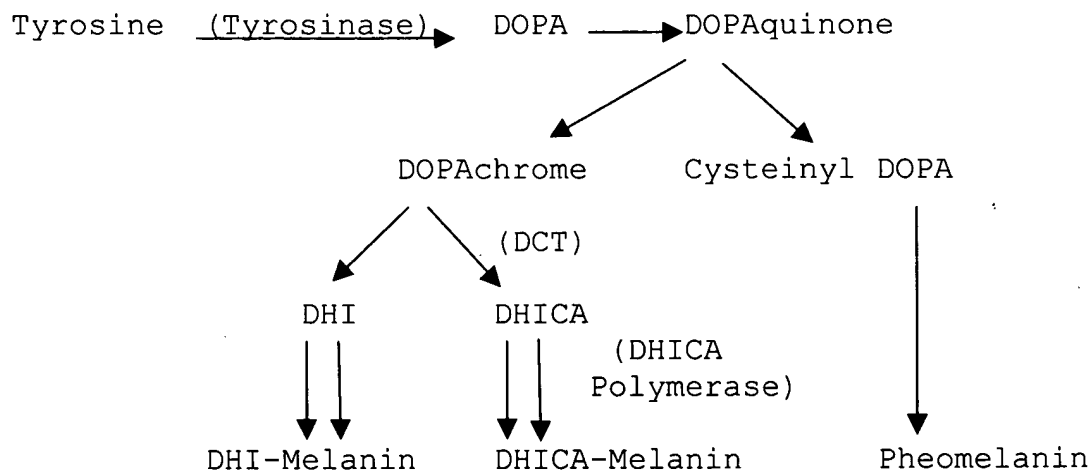 Tyrosine (Tyrosinase) DOPA DOPAquinone
DOPAchrome Cysteinyl DOPA
(DCT)
DHI DHICA
(DHICA
Polymerase)
DHI-Melanin DHICA-Melanin Pheomelanin